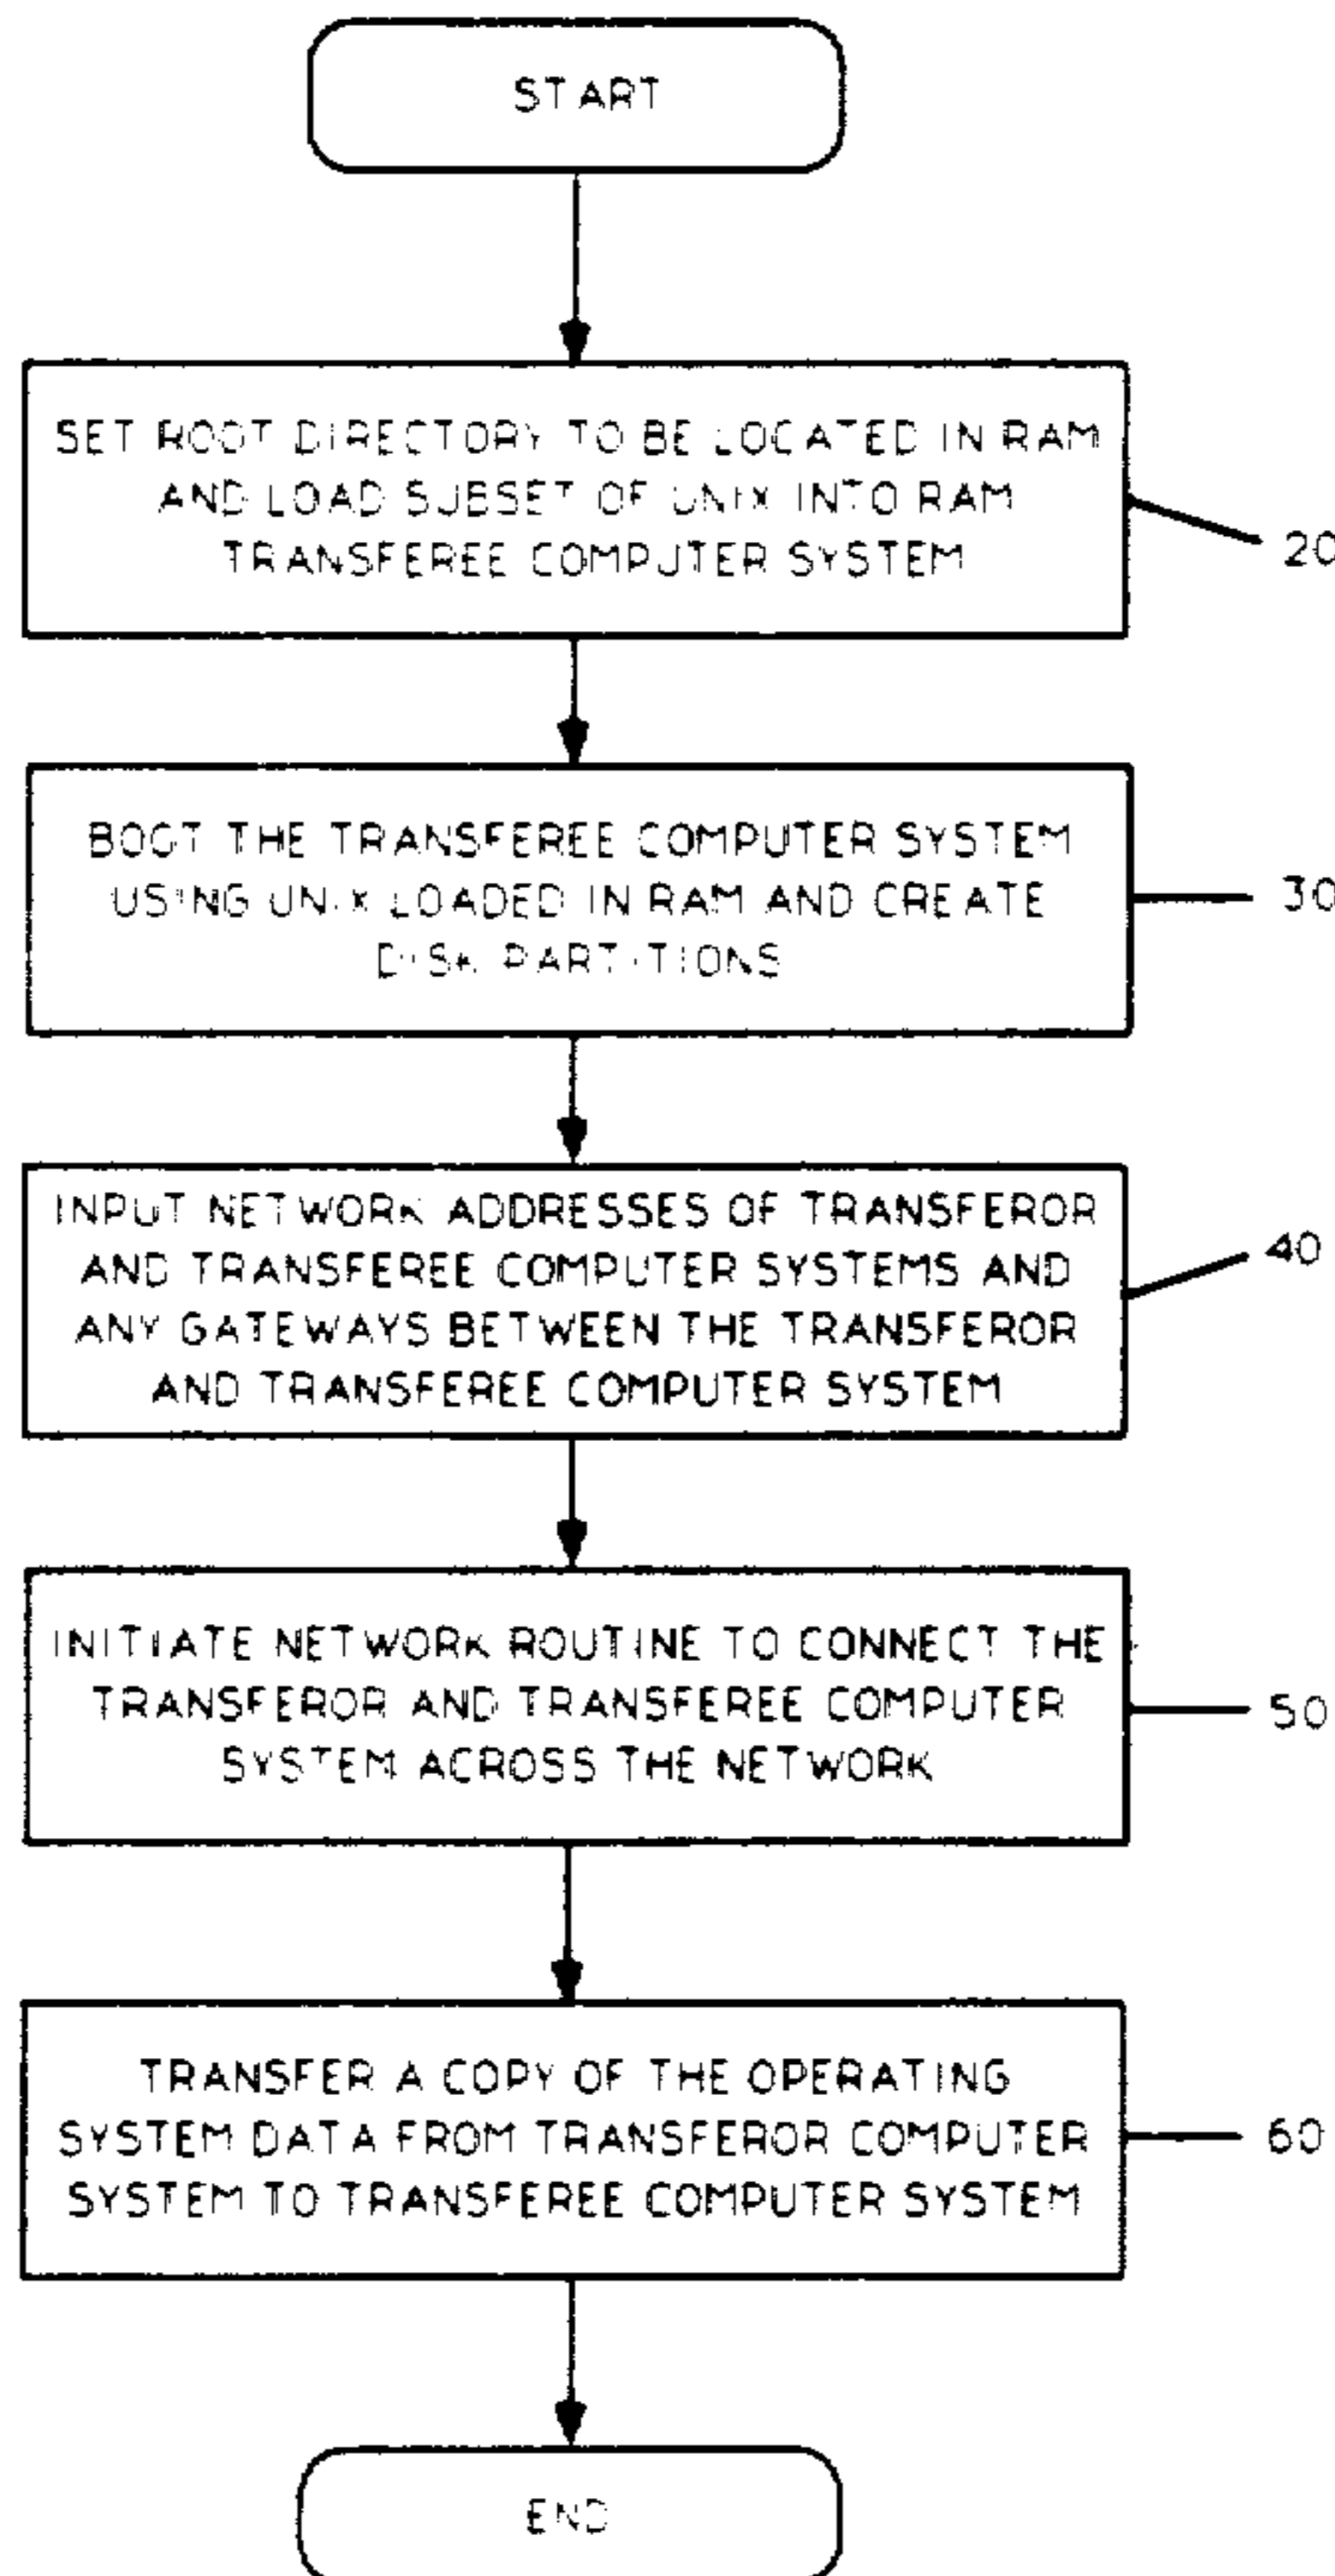 START
SET ROOT DIRECTORY TO BE LOCATED IN RAM
AND LOAD SUBSET OF UNIX INTO RAM
TRANSFEREE COMPUTER SYSTEM
20
BOOT THE TRANSFEREE COMPUTER SYSTEM
USING UNIX LOADED IN RAM AND CREATE
DISK PARTITIONS
30
INPUT NETWORK ADDRESSES OF TRANSFEROR
AND TRANSFEREE COMPUTER SYSTEMS AND
ANY GATEWAYS BETWEEN THE TRANSFEROR
AND TRANSFEREE COMPUTER SYSTEM
40
INITIATE NETWORK ROUTINE TO CONNECT THE
TRANSFEROR AND TRANSFEREE COMPUTER
SYSTEM ACROSS THE NETWORK
50
TRANSFER A COPY OF THE OPERATING
SYSTEM DATA FROM TRANSFEROR COMPUTER
SYSTEM TO TRANSFEREE COMPUTER SYSTEM
60
END